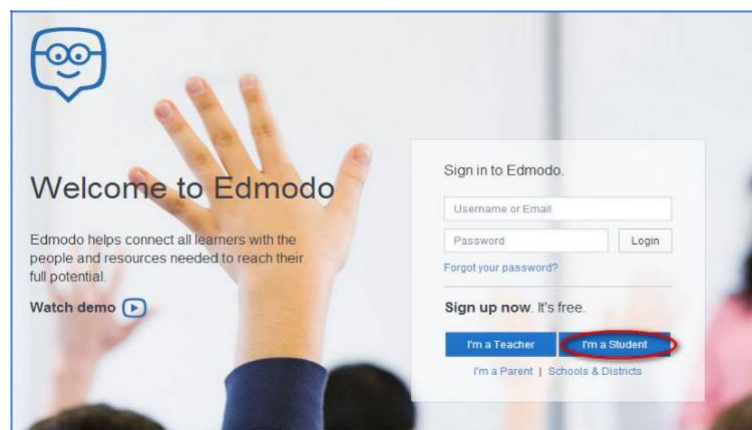 Welcome to Edmodo
Edmodo helps connect all learners with the
people and resources needed to reach their
full potential.
Watch demo
Sign in to Edmodo.
Username or Email
Password
Login
Forgot your password?
Sign up now. It's free.
I'm a Teacher
I'm a Student
I'm a Parent | Schools & Districts